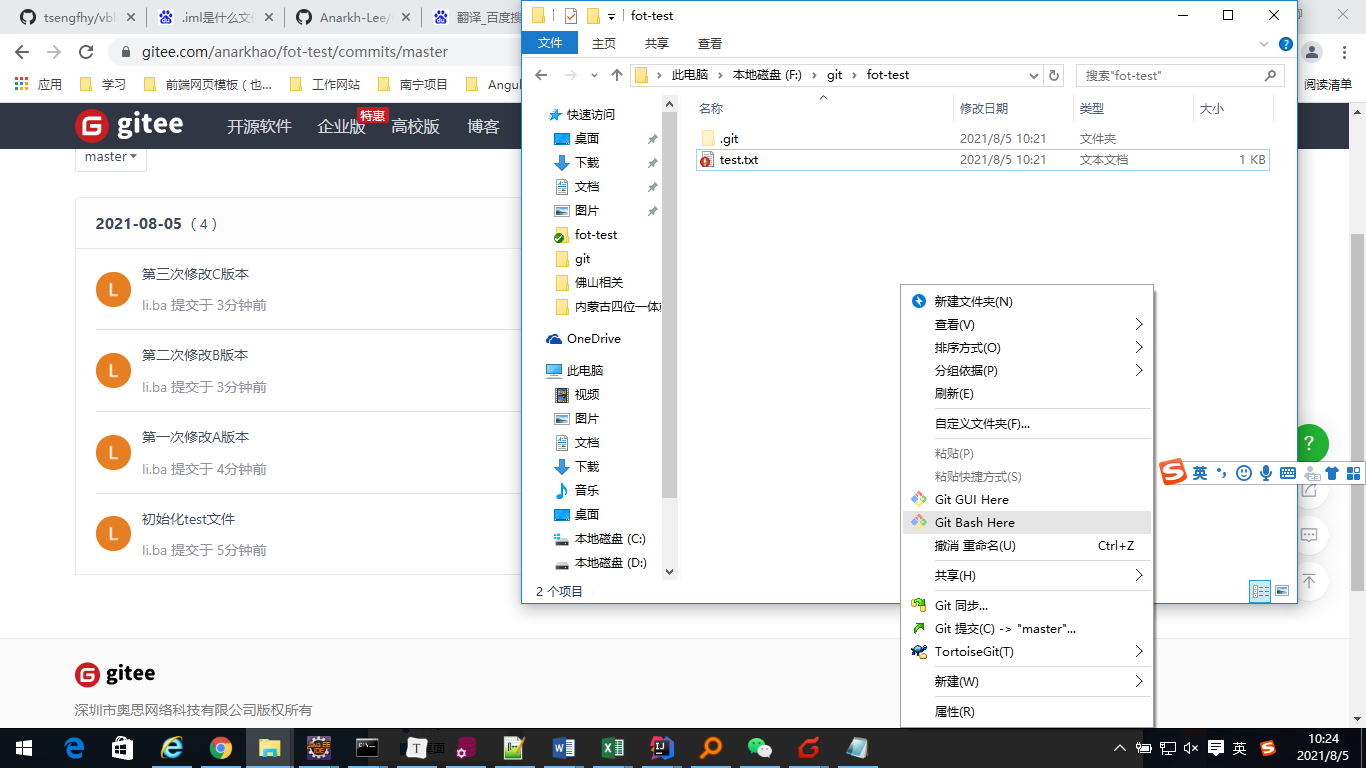 tsengfhy/vbl
.iml是什么文件
Anarkh-Lee/
翻译_百度搜
gitee.com/anarkhao/fot-test/commits/master
应用
学习
前端网页模板（也...
工作网站
南宁项目
Angu
阅读清单
gitee
开源软件
企业版
特惠
高校版
博客
master
2021-08-05 ( 4 )
L
第三次修改C版本
li.ba 提交于 3分钟前
L
第二次修改B版本
li.ba 提交于 3分钟前
L
第一次修改A版本
li.ba 提交于 4分钟前
L
初始化test文件
li.ba 提交于 5分钟前
gitee
深圳市奥思网络科技有限公司版权所有
fot-test
文件
主页
共享
查看
此电脑
本地磁盘 (F:)
git
fot-test
搜索"fot-test"
快速访问
桌面
下载
文档
图片
fot-test
git
佛山相关
内蒙古四位一体
OneDrive
此电脑
视频
图片
文档
下载
音乐
桌面
本地磁盘 (C:)
本地磁盘 (D:)
名称
修改日期
类型
大小
.git
2021/8/5 10:21
文件夹
test.txt
2021/8/5 10:21
文本文档
1 KB
2 个项目
新建文件夹(N)
查看(V)
排序方式(O)
分组依据(P)
刷新(E)
自定义文件夹(F)...
粘贴(P)
粘贴快捷方式(S)
Git GUI Here
Git Bash Here
撤消 重命名(U)
Ctrl+Z
共享(H)
Git 同步...
Git 提交(C) -> "master"...
TortoiseGit(T)
新建(W)
属性(R)
英
英
10:24
2021/8/5